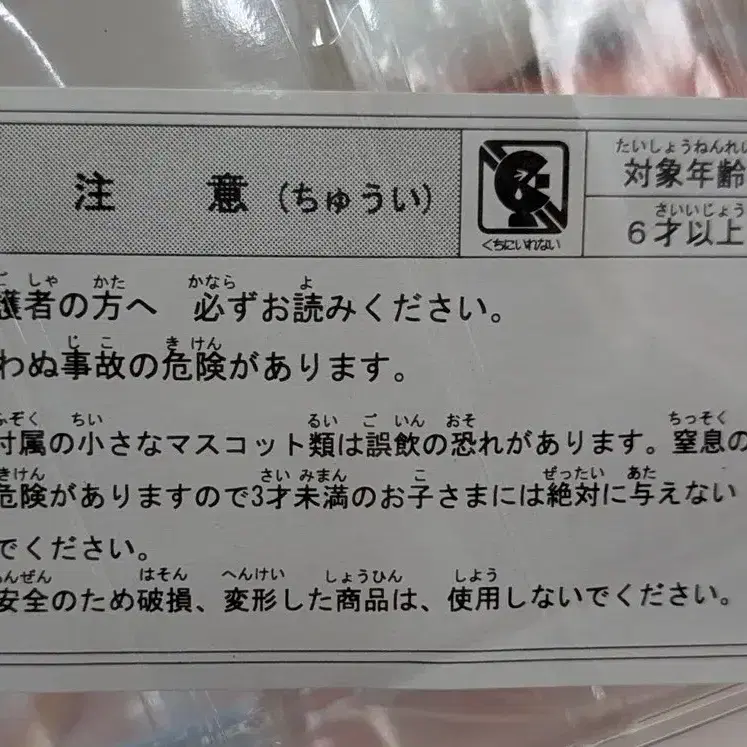 注 意 (ちゅうい)
くちにいれない
たいしょうねんれい
対象年齢
さいいじょう
6才以上
ご しゃ かた かなら よ
護者の方へ 必ずお読みください。
じ こ き けん
わぬ事故の危険があります。
ふぞく ちい るい ご いん おそ ちっそく
付属の小さなマスコット類は誤飲の恐れがあります。窒息の
きけん さい みまん こ ぜったい あた
危険がありますので3才未満のお子さまには絶対に与えない
でください。
んぜん はそん へんけい しょうひん しよう
安全のため破損、変形した商品は、使用しないでください。